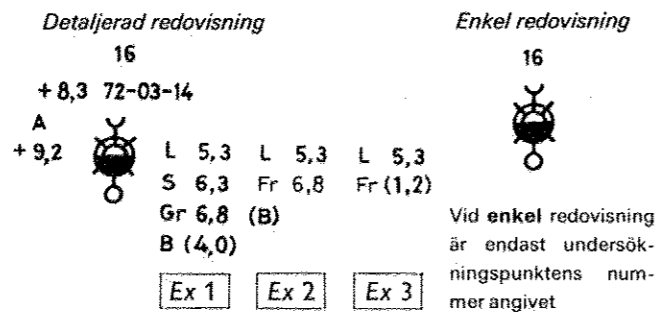 Detaljerad redovisning
16
+ 8,3 72-03-14
A
+ 9,2
L 5,3 L 5,3 L 5,3
S 6,3 Fr 6,8 Fr (1,2)
Gr 6,8 (B)
B (4,0)
Ex 1 Ex 2 Ex 3
Enkel redovisning
16
Vid enkel redovisning
är endast undersök-
ningspunktens num-
mer angivet